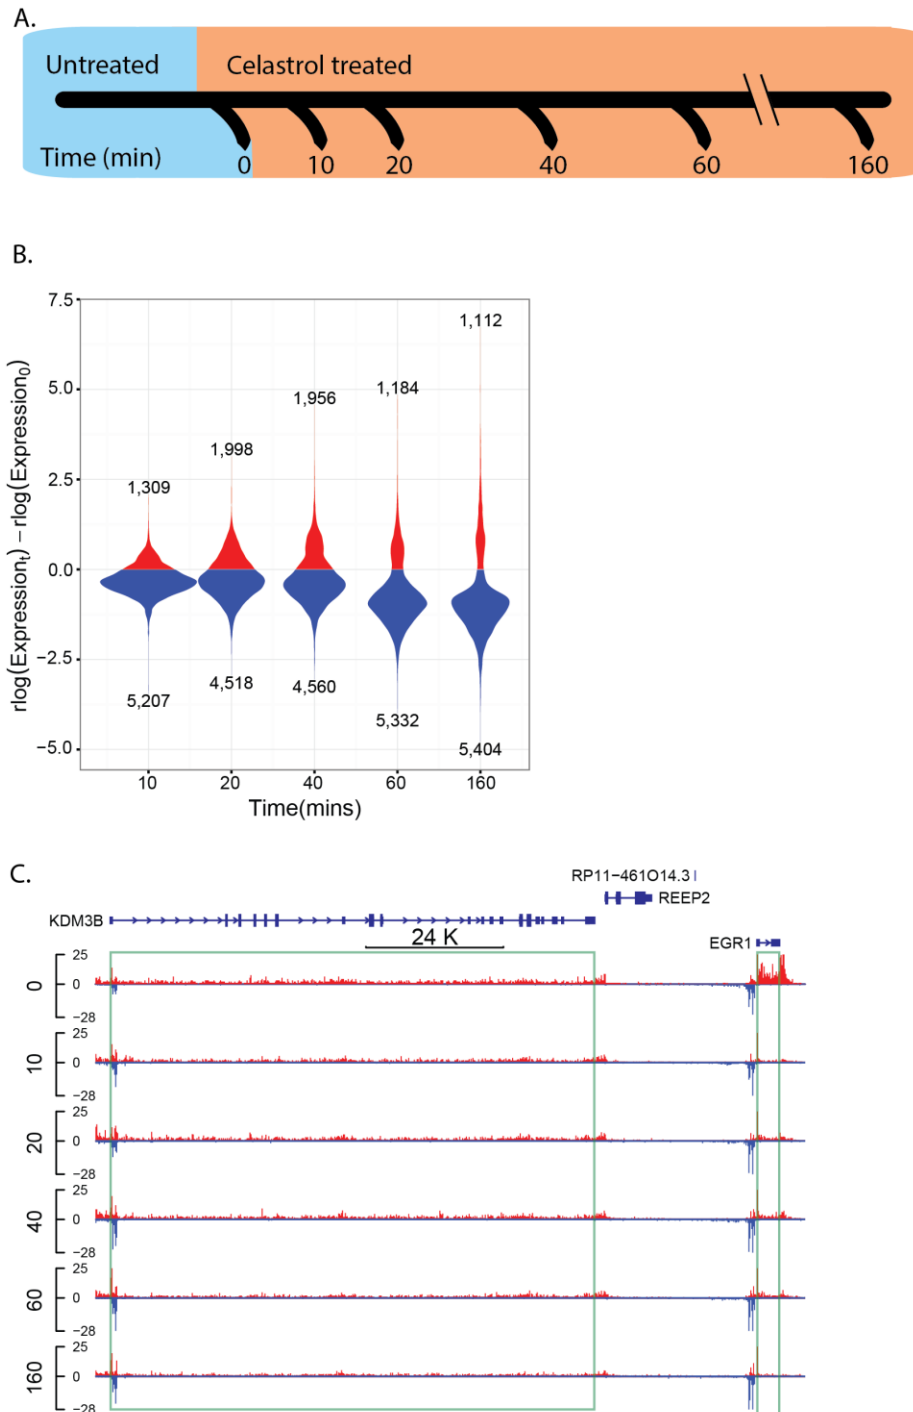 A.
Untreated Celastrol treated
Time (min) 0 10 20 40 60 160
B.
rlog(Expressionₜ) − rlog(Expression₀)
7.5
5.0
2.5
0.0
−2.5
−5.0
1,309 1,998 1,956 1,184 1,112
5,207 4,518 4,560 5,332 5,404
10 20 40 60 160
Time(mins)
C.
RP11−461O14.3
REEP2
KDM3B
24 K
EGR1
0 25 0 −28
10 25 0 −28
20 25 0 −28
40 25 0 −28
60 25 0 −28
160 25 0 −28